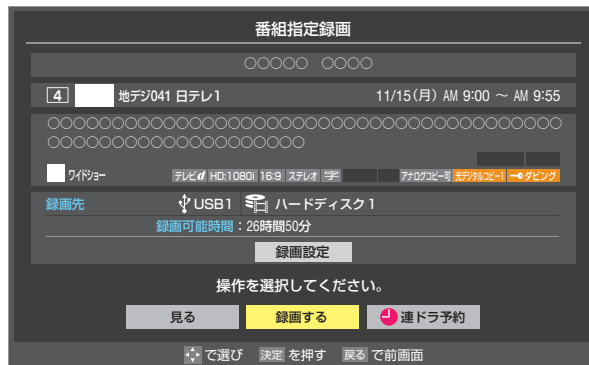 番組指定録画
○○○○○ ○○○○
4 地デジ041 日テレ1 11/15(月) AM 9:00 ～ AM 9:55
○○○○○○○○○○○○○○○○○○○○○○○○○○○○○○○○○○○○○○○○
○○○○○○○○○○○○○○○○○○○○
ワイドショー テレビd HD:1080i 16:9 ステレオ 字 アナログコピー可 光デジタルコピー1 ダビング
録画先 USB1 ハードディスク1
録画可能時間：26時間50分
録画設定
操作を選択してください。
見る 録画する 連ドラ予約
で選び 決定 を押す 戻る で前画面